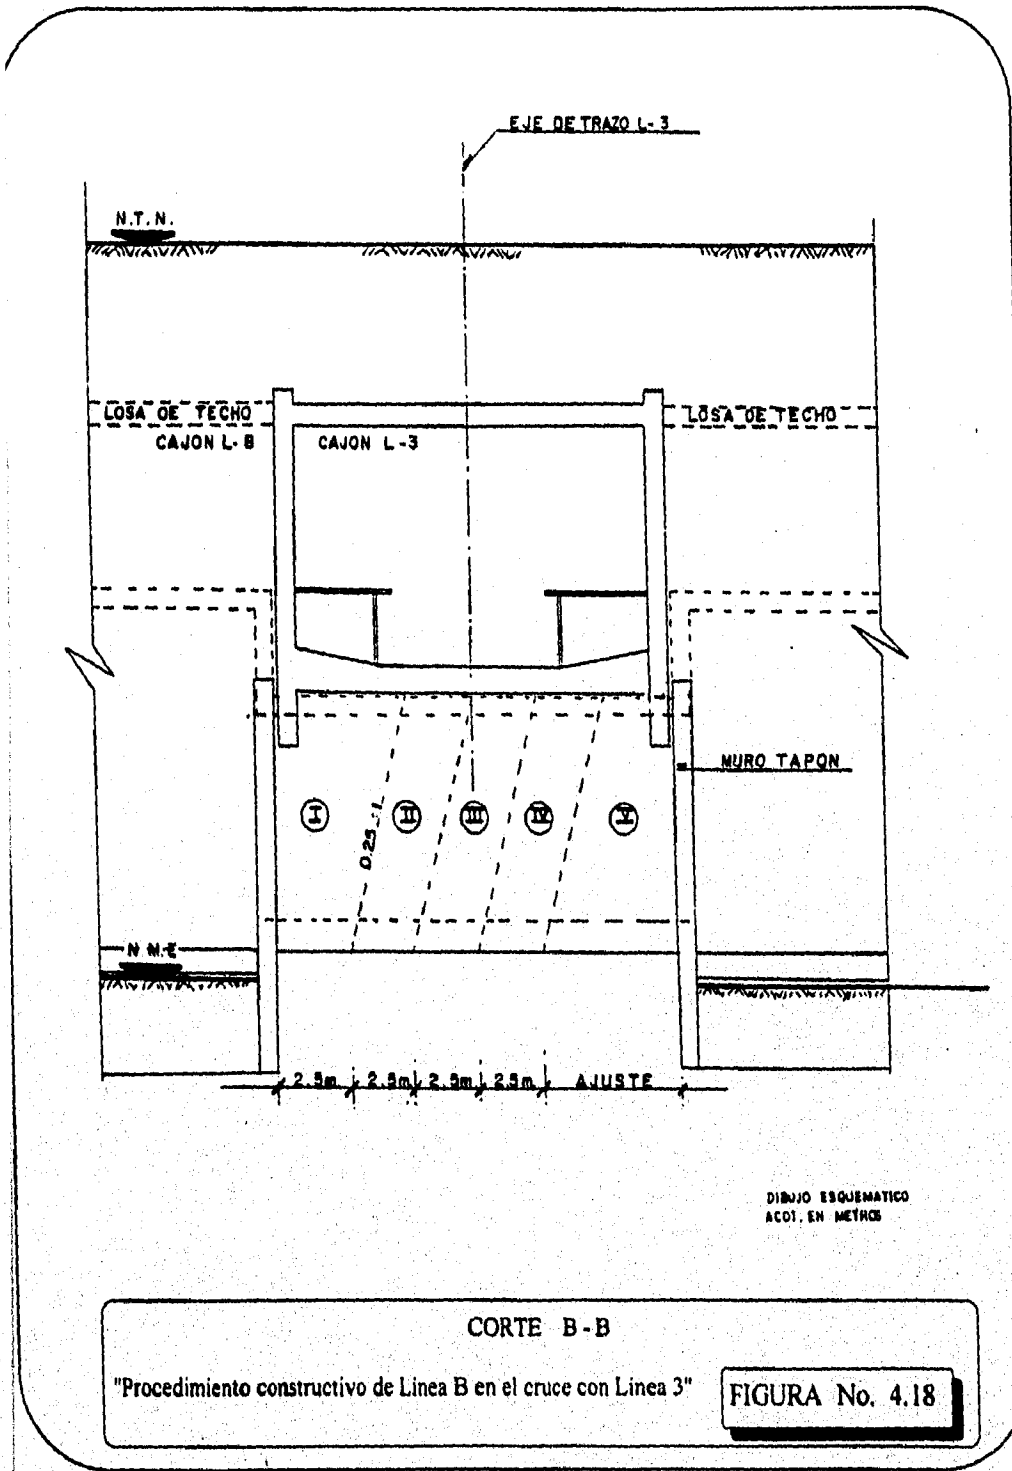 EJE DE TRAZO L-3
N.T.N.
LOSA DE TECHO
LOSA DE TECHO
CAJON L-B
CAJON L-3
MURO TAPON
I
II
III
IV
V
0.25:1
N.M.E
2.5m
2.5m
2.5m
2.5m
AJUSTE
DIBUJO ESQUEMATICO
ACOT. EN METROS
CORTE B-B
"Procedimiento constructivo de Linea B en el cruce con Linea 3"
FIGURA No. 4.18